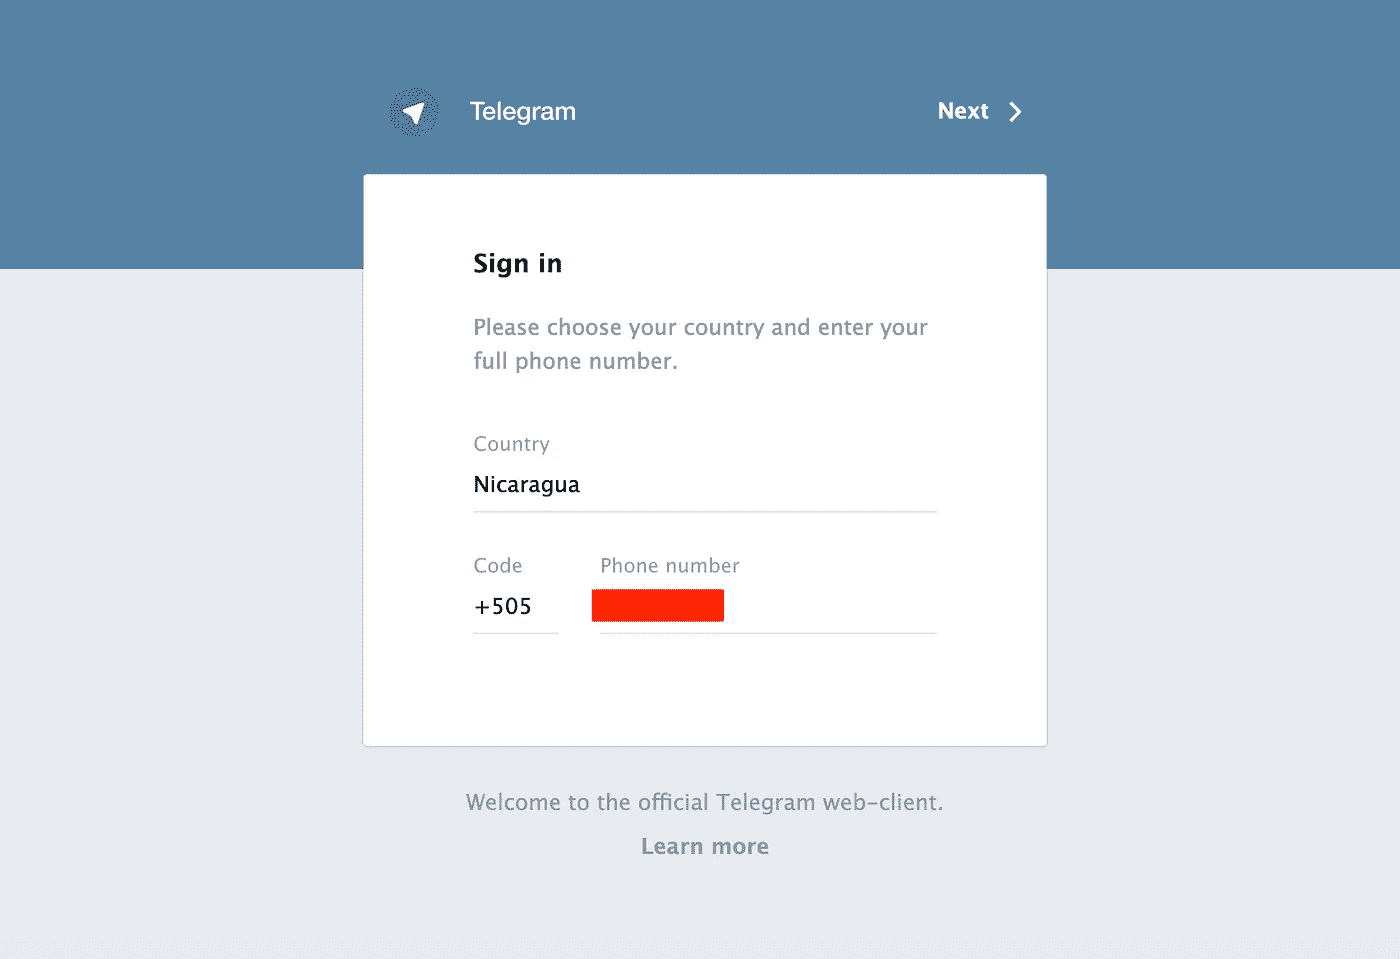 Telegram
Next
Sign in
Please choose your country and enter your
full phone number.
Country
Nicaragua
Code
Phone number
+505
Welcome to the official Telegram web-client.
Learn more